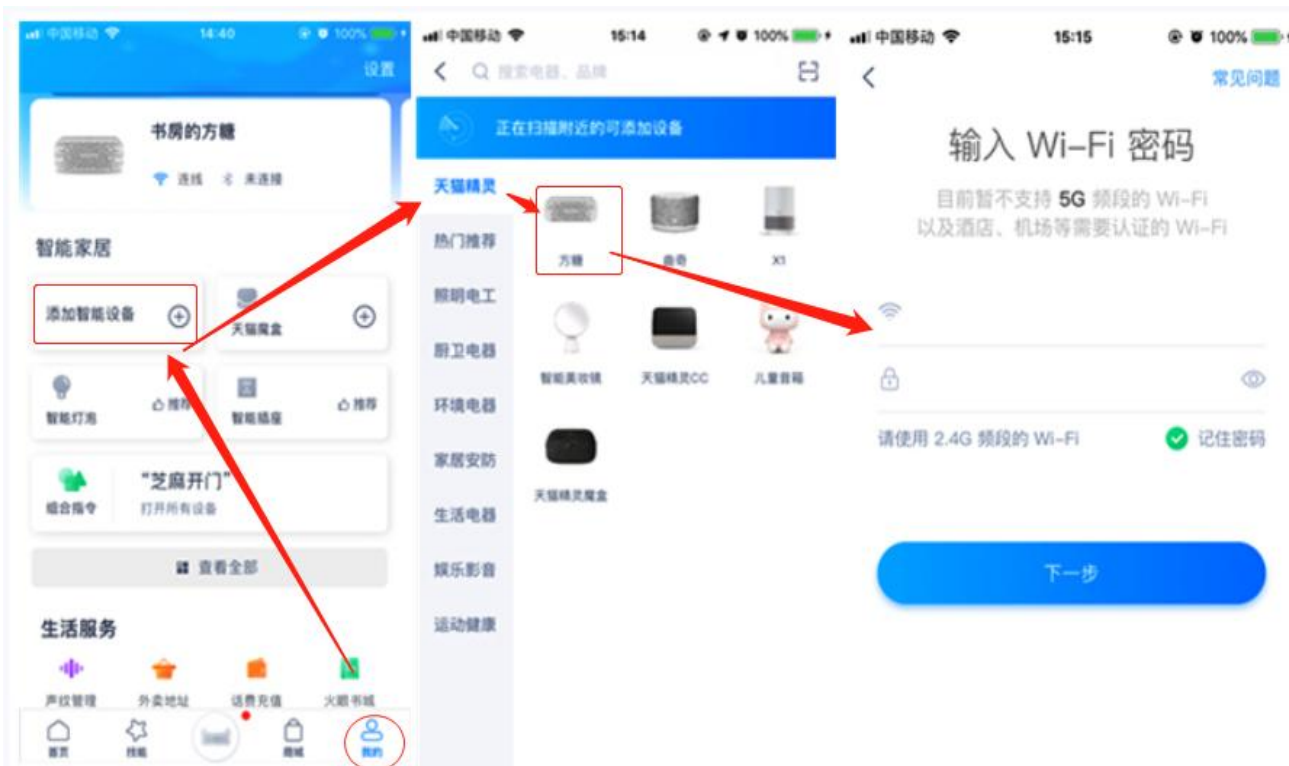 中国移动 14:40 100%
设置
书房的方糖
连线 未连接
智能家居
添加智能设备
天猫魔盒
智能灯泡 推荐
智能插座 推荐
组合指令
“芝麻开门”
打开所有设备
查看全部
生活服务
声纹管理 外卖地址 话费充值 火眼书城
首页 技能 商城 我的
中国移动 15:14 100%
搜索电器、品牌
正在扫描附近的可添加设备
天猫精灵
热门推荐
照明电工
厨卫电器
环境电器
家居安防
生活电器
娱乐影音
运动健康
方糖 曲奇 X1
智能美妆镜 天猫精灵CC 儿童音箱
天猫精灵魔盒
中国移动 15:15 100%
常见问题
输入 Wi-Fi 密码
目前暂不支持 5G 频段的 Wi-Fi
以及酒店、机场等需要认证的 Wi-Fi
请使用 2.4G 频段的 Wi-Fi 记住密码
下一步